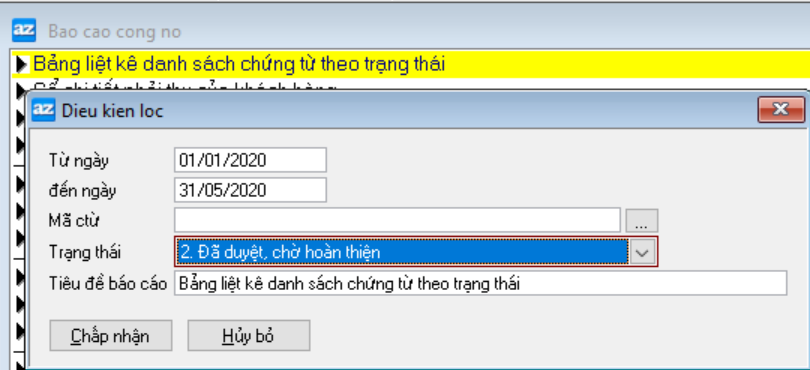 az Bao cao cong no
Bảng liệt kê danh sách chứng từ theo trạng thái
az Dieu kien loc
Từ ngày 01/01/2020
đến ngày 31/05/2020
Mã ctừ ...
Trạng thái 2. Đã duyệt, chờ hoàn thiện
Tiêu đề báo cáo Bảng liệt kê danh sách chứng từ theo trạng thái
Chấp nhận Hủy bỏ